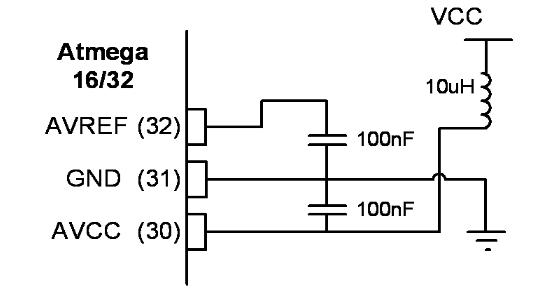 VCC
Atmega
16/32
10uH
AVREF (32)
100nF
GND (31)
100nF
AVCC (30)